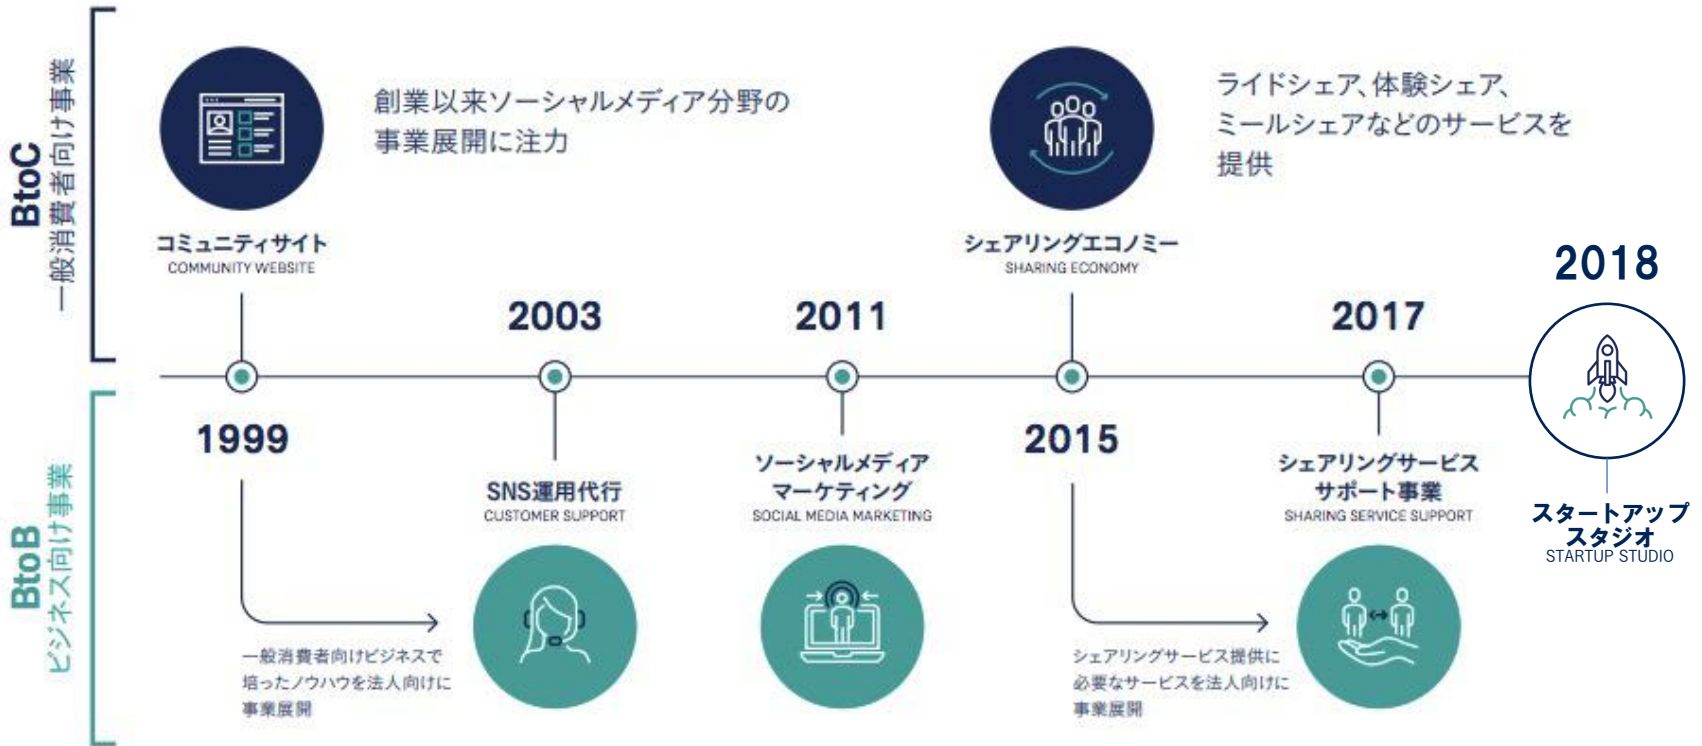 BtoC
一般消費者向け事業
創業以来ソーシャルメディア分野の
事業展開に注力
コミュニティサイト
COMMUNITY WEBSITE
ライドシェア、体験シェア、
ミールシェアなどのサービスを
提供
シェアリングエコノミー
SHARING ECONOMY
1999
2003
2011
2015
2017
2018
BtoB
ビジネス向け事業
一般消費者向けビジネスで
培ったノウハウを法人向けに
事業展開
SNS運用代行
CUSTOMER SUPPORT
ソーシャルメディア
マーケティング
SOCIAL MEDIA MARKETING
シェアリングサービス提供に
必要なサービスを法人向けに
事業展開
シェアリングサービス
サポート事業
SHARING SERVICE SUPPORT
スタートアップ
スタジオ
STARTUP STUDIO